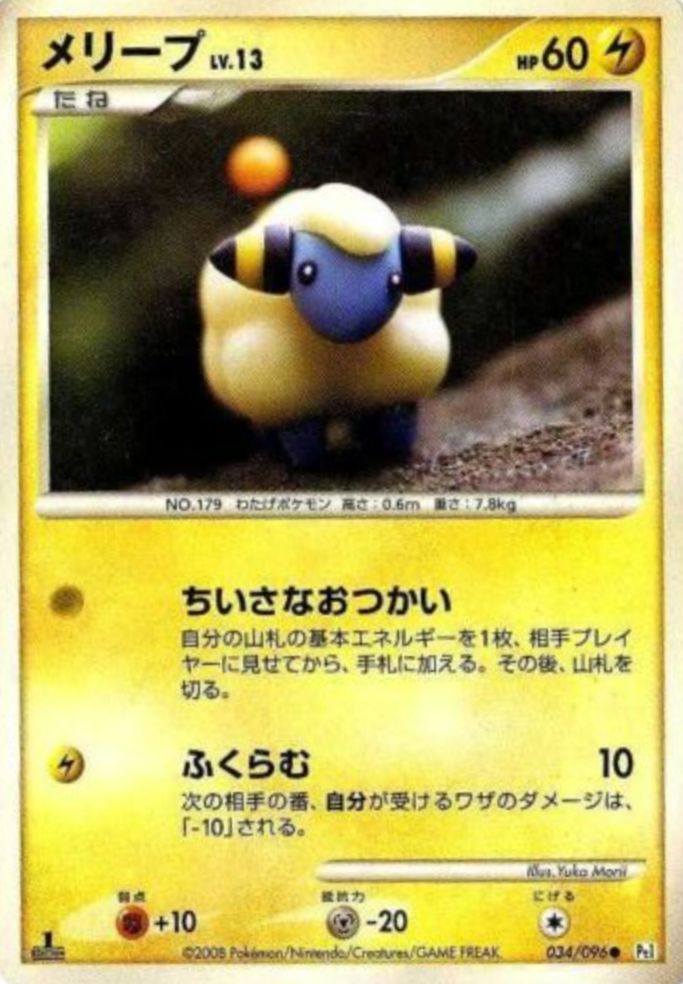 メリープ LV.13 HP60
たね
NO.179 わたげポケモン 高さ:0.6m 重さ:7.8kg
ちいさなおつかい
自分の山札の基本エネルギーを1枚、相手プレイ
ヤーに見せてから、手札に加える。その後、山札を
切る。
ふくらむ 10
次の相手の番、自分が受けるワザのダメージは、
「-10」される。
Illus.Yuka Morii
弱点 抵抗力 にげる
+10 -20
1 EDITION
©2008 Pokémon/Nintendo/Creatures/GAME FREAK.
034/096 Pt1